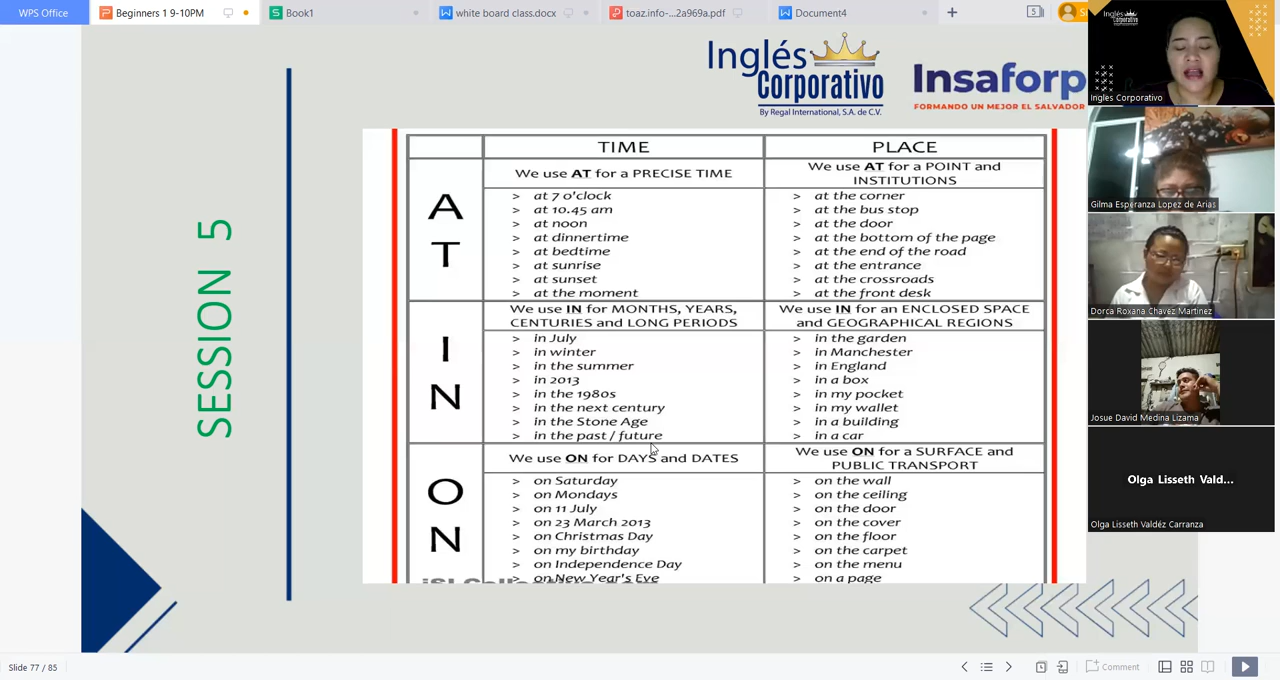 WPS Office
Beginners 1 9-10PM
Book1
white board class.docx
toaz.info-...2a969a.pdf
Document4
5
Inglés
Corporativo
By Regal International, S.A. de C.V.
Insaforp
FORMANDO UN MEJOR EL SALVADOR
SESSION 5
TIME
PLACE
AT
We use AT for a PRECISE TIME
> at 7 o'clock
> at 10.45 am
> at noon
> at dinnertime
> at bedtime
> at sunrise
> at sunset
> at the moment
We use AT for a POINT and
INSTITUTIONS
> at the corner
> at the bus stop
> at the door
> at the bottom of the page
> at the end of the road
> at the entrance
> at the crossroads
> at the front desk
IN
We use IN for MONTHS, YEARS,
CENTURIES and LONG PERIODS
> in July
> in winter
> in the summer
> in 2013
> in the 1980s
> in the next century
> in the Stone Age
> in the past / future
We use IN for an ENCLOSED SPACE
and GEOGRAPHICAL REGIONS
> in the garden
> in Manchester
> in England
> in a box
> in my pocket
> in my wallet
> in a building
> in a car
ON
We use ON for DAYS and DATES
> on Saturday
> on Mondays
> on 11 July
> on 23 March 2013
> on Christmas Day
> on my birthday
> on Independence Day
> on New Year's Eve
We use ON for a SURFACE and
PUBLIC TRANSPORT
> on the wall
> on the ceiling
> on the door
> on the cover
> on the floor
> on the carpet
> on the menu
> on a page
Inglés
Corporativo
Ingles Corporativo
Gilma Esperanza Lopez de Arias
Dorca Roxana Chavez Martinez
Josue David Medina Lizama
Olga Lisseth Vald...
Olga Lisseth Valdéz Carranza
Slide 77 / 85
Comment